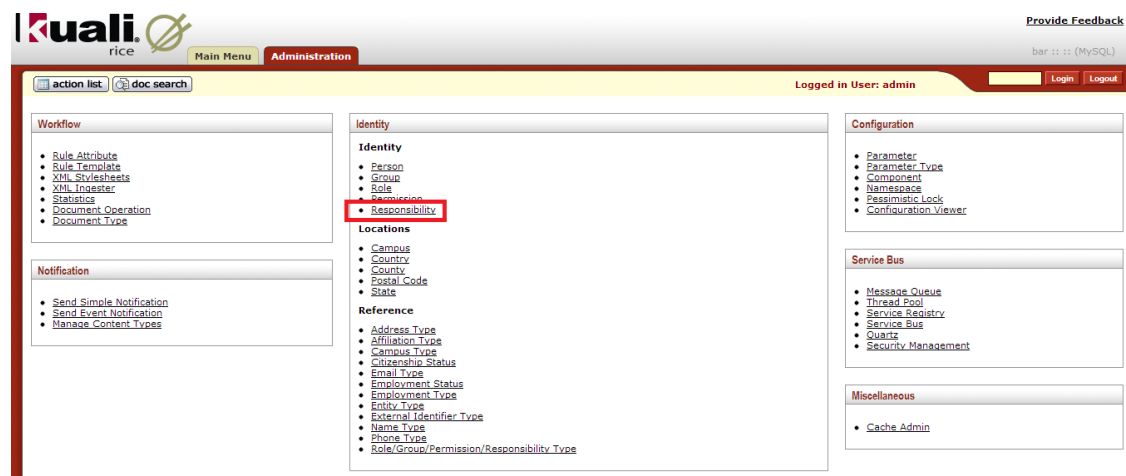 Kuali.
rice
Provide Feedback
Main Menu
Administration
bar :: :: (MySQL)
action list
doc search
Logged in User: admin
Login
Logout
Workflow
Rule Attribute
Rule Template
XML Stylesheets
XML Ingester
Statistics
Document Operation
Document Type
Notification
Send Simple Notification
Send Event Notification
Manage Content Types
Identity
Identity
Person
Group
Role
Permission
Responsibility
Locations
Campus
Country
County
Postal Code
State
Reference
Address Type
Affiliation Type
Campus Type
Citizenship Status
Email Type
Employment Status
Employment Type
Entity Type
External Identifier Type
Name Type
Phone Type
Role/Group/Permission/Responsibility Type
Configuration
Parameter
Parameter Type
Component
Namespace
Pessimistic Lock
Configuration Viewer
Service Bus
Message Queue
Thread Pool
Service Registry
Service Bus
Quartz
Security Management
Miscellaneous
Cache Admin